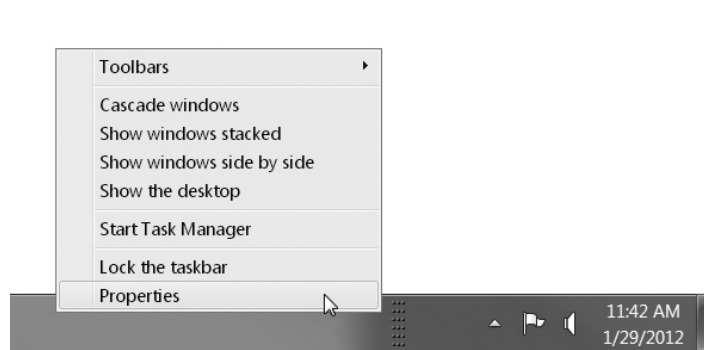 Toolbars
Cascade windows
Show windows stacked
Show windows side by side
Show the desktop
Start Task Manager
Lock the taskbar
Properties
11:42 AM
1/29/2012